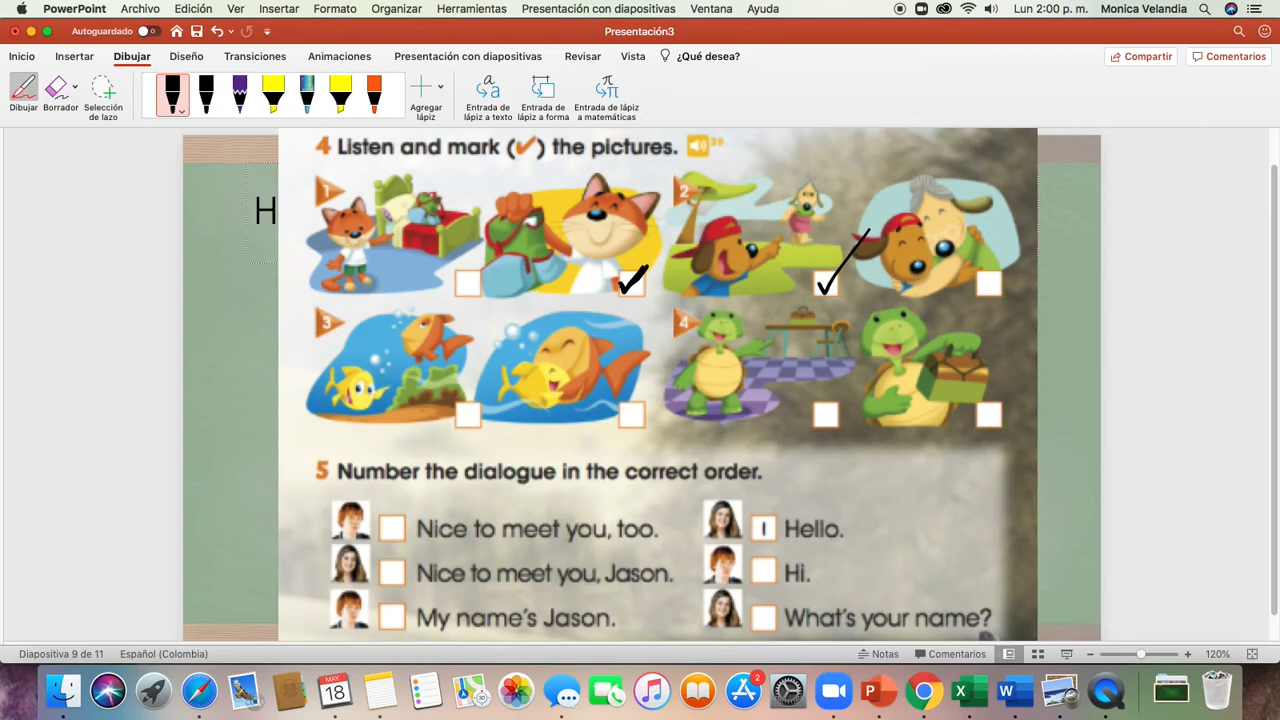 PowerPoint Archivo Edición Ver Insertar Formato Organizar Herramientas Presentación con diapositivas Ventana Ayuda Lun 2:00 p. m. Monica Velandia
Autoguardado Presentación3
Inicio Insertar Dibujar Diseño Transiciones Animaciones Presentación con diapositivas Revisar Vista ¿Qué desea? Compartir Comentarios
Dibujar Borrador Selección de lazo Agregar lápiz Entrada de lápiz a texto Entrada de lápiz a forma Entrada de lápiz a matemáticas
4 Listen and mark (✓) the pictures. 39
1 2
H
3 4
5 Number the dialogue in the correct order.
Nice to meet you, too. 1 Hello.
Nice to meet you, Jason. Hi.
My name's Jason. What's your name?
Diapositiva 9 de 11 Español (Colombia) Notas Comentarios 120%
MAY 18 2